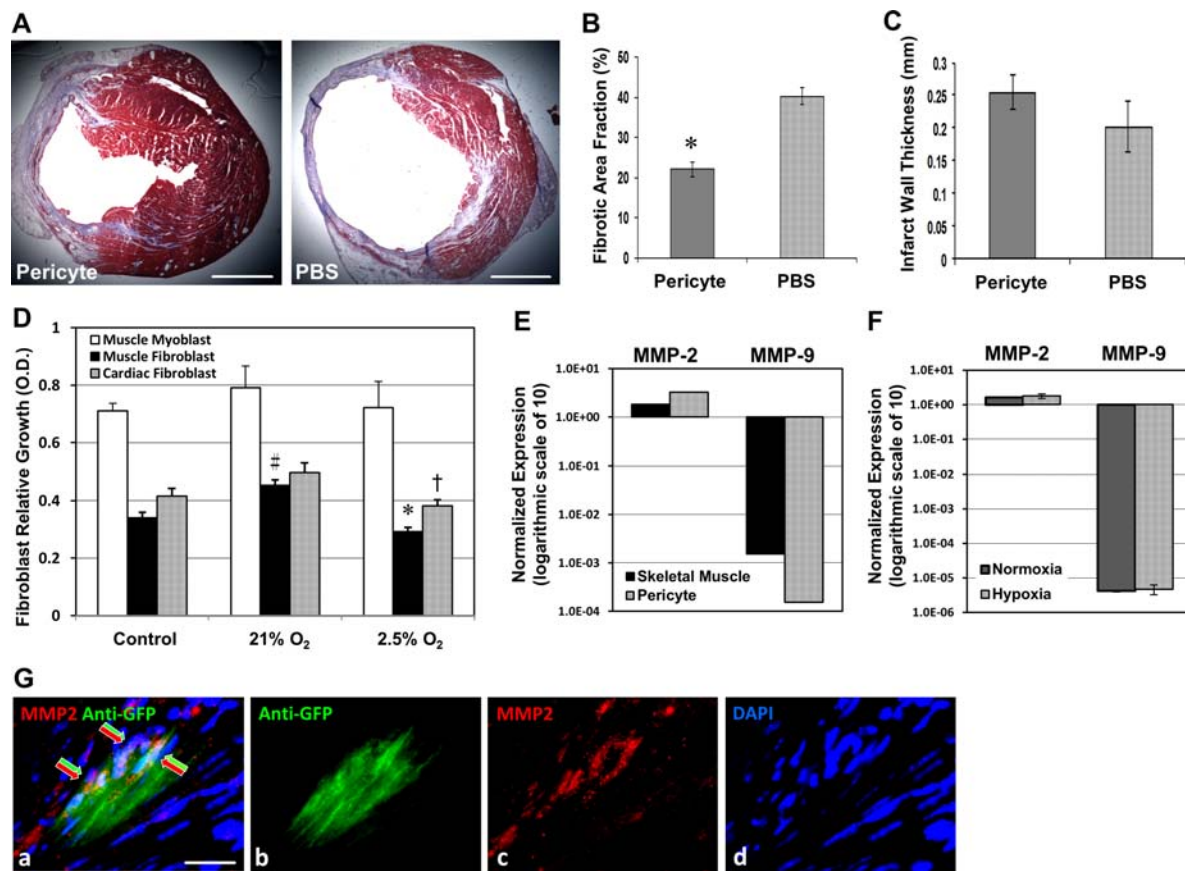 A
Pericyte
PBS
B
Fibrotic Area Fraction (%)
50
40
30
20
10
0
*
Pericyte
PBS
C
Infarct Wall Thickness (mm)
0.3
0.25
0.2
0.15
0.1
0.05
0
Pericyte
PBS
D
Fibroblast Relative Growth (O.D.)
1
0.8
0.6
0.4
0.2
0
Muscle Myoblast
Muscle Fibroblast
Cardiac Fibroblast
#
*
†
Control
21% O₂
2.5% O₂
E
MMP-2
MMP-9
Normalized Expression
(logarithmic scale of 10)
1.0E+01
1.0E+00
1.0E-01
1.0E-02
1.0E-03
1.0E-04
Skeletal Muscle
Pericyte
F
MMP-2
MMP-9
Normalized Expression
(logarithmic scale of 10)
1.0E+01
1.0E+00
1.0E-01
1.0E-02
1.0E-03
1.0E-04
1.0E-05
1.0E-06
Normoxia
Hypoxia
G
MMP2 Anti-GFP
a
Anti-GFP
b
MMP2
c
DAPI
d